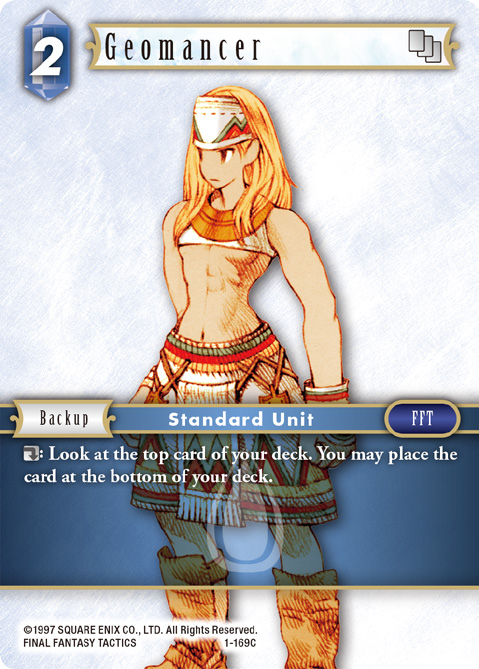 2
Geomancer
Backup
Standard Unit
FFT
: Look at the top card of your deck. You may place the
card at the bottom of your deck.
©1997 SQUARE ENIX CO., LTD. All Rights Reserved.
FINAL FANTASY TACTICS 1-169C